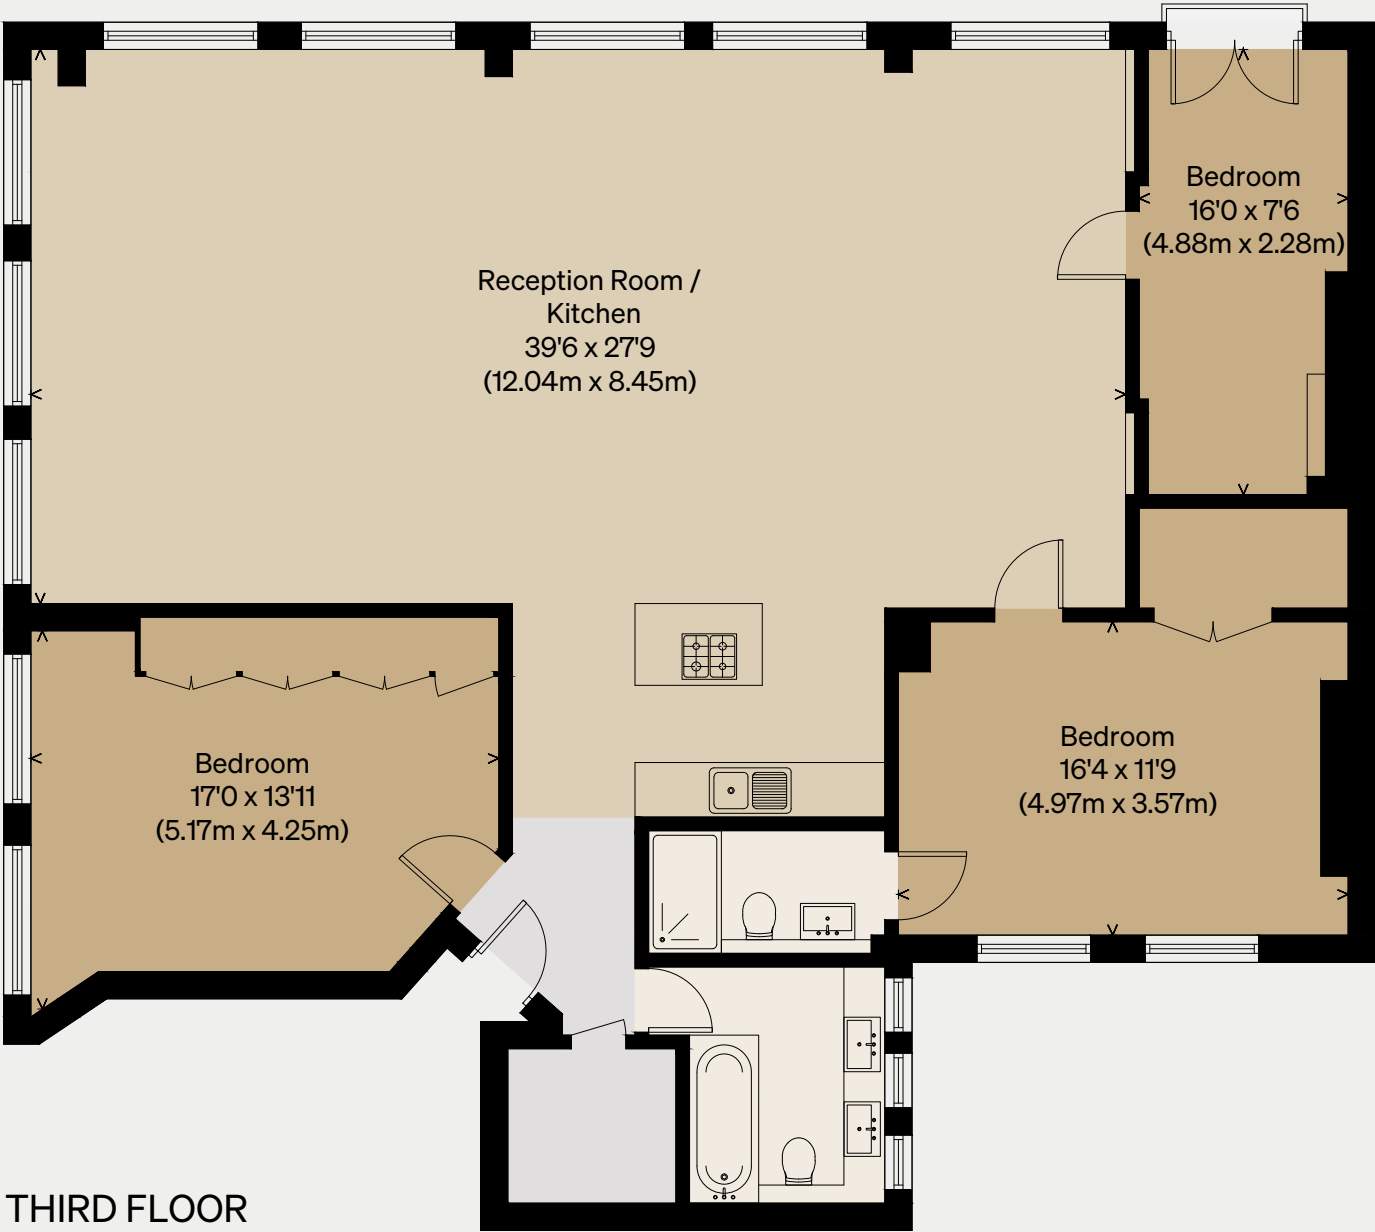 Bedroom
16'0 x 7'6
(4.88m x 2.28m)
Reception Room /
Kitchen
39'6 x 27'9
(12.04m x 8.45m)
Bedroom
17'0 x 13'11
(5.17m x 4.25m)
Bedroom
16'4 x 11'9
(4.97m x 3.57m)
THIRD FLOOR